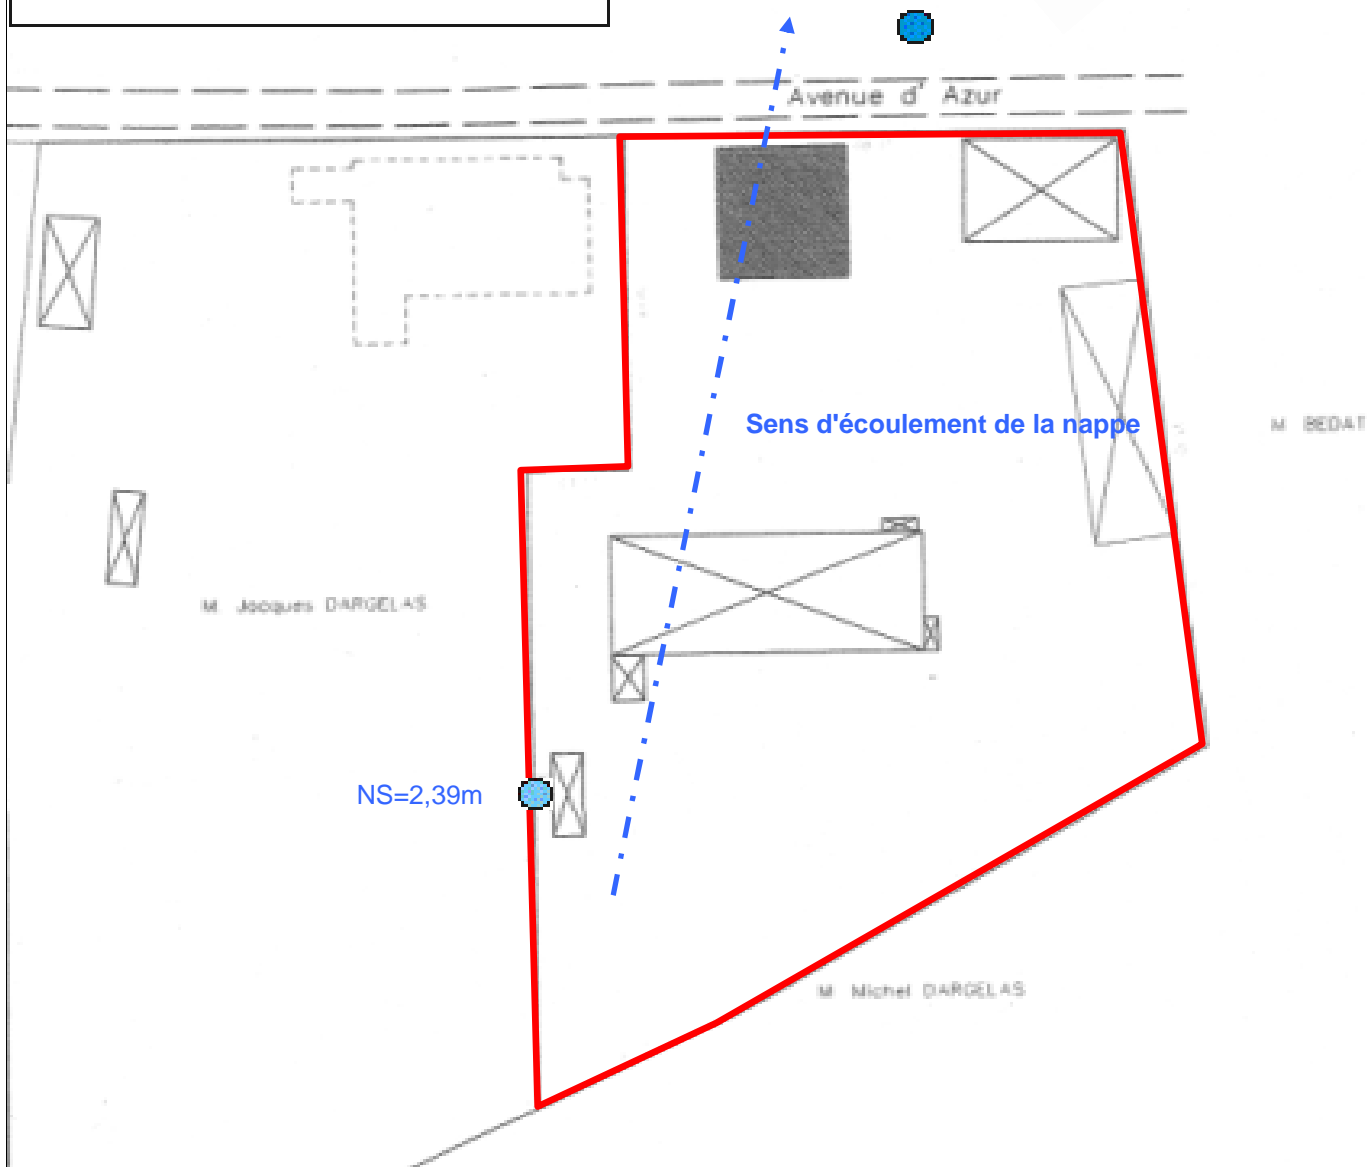 Avenue d' Azur
Sens d'écoulement de la nappe
M BEDAT
M. Jacques DARGELAS
NS=2,39m
M Michel DARGELAS